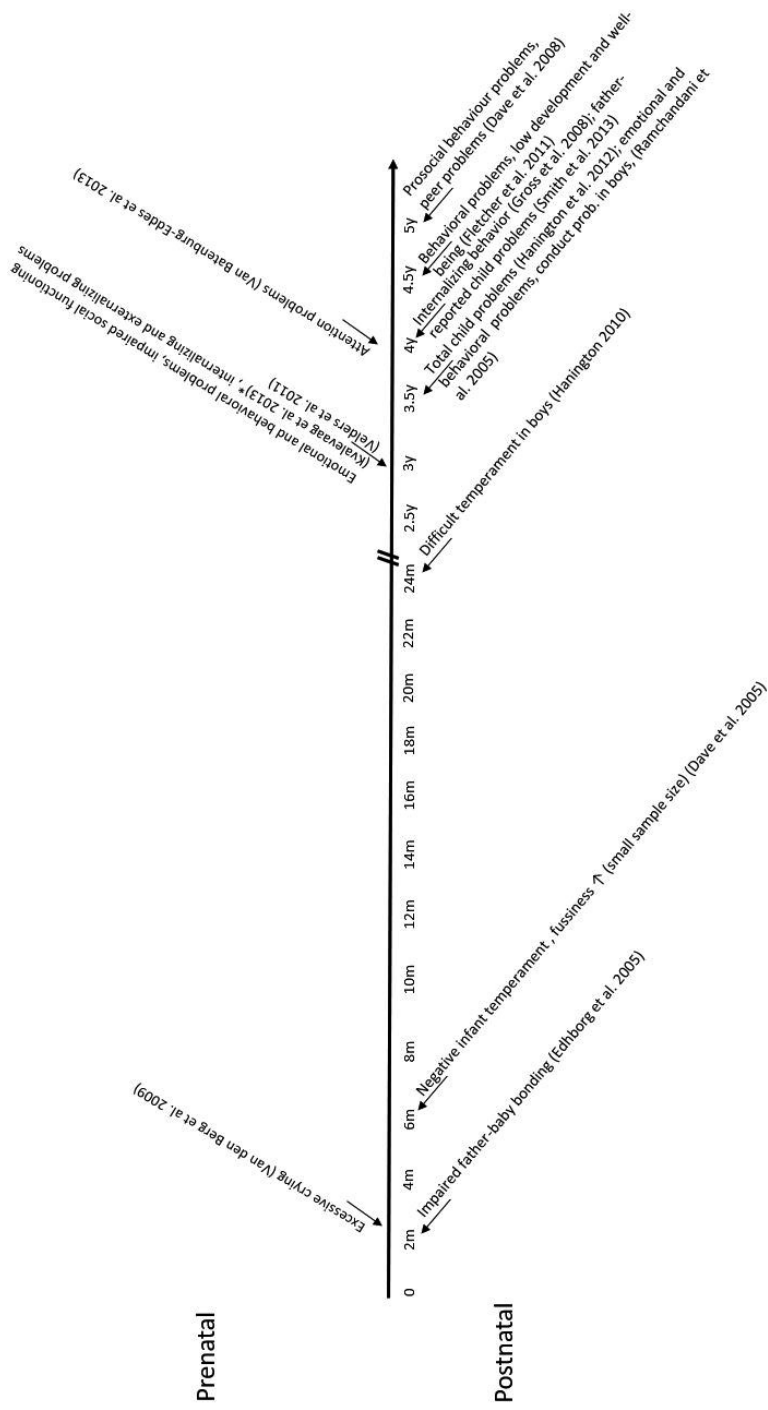 Prenatal
Excessive crying (Van den Berg et al. 2009)
Emotional and behavioral problems, impaired social functioning
(Kvalevaag et al. 2013)*, internalizing and externalizing problems
(Velders et al. 2011)
Attention problems (Van Batenburg-Eddes et al. 2013)
0 2m 4m 6m 8m 10m 12m 14m 16m 18m 20m 22m 24m 2.5y 3y 3.5y 4y 4.5y 5y
Postnatal
Impaired father-baby bonding (Edhborg et al. 2005)
Negative infant temperament , fussiness ↑ (small sample size) (Dave et al. 2005)
Difficult temperament in boys (Hanington 2010)
Total child problems (Hanington et al. 2012); emotional and
behavioral problems, conduct prob. in boys, (Ramchandani et
al. 2005)
Internalizing behavior (Gross et al. 2008); father-
reported child problems (Smith et al. 2013)
Behavioral problems, low development and well-
being (Fletcher et al. 2011)
Prosocial behaviour problems,
peer problems (Dave et al. 2008)